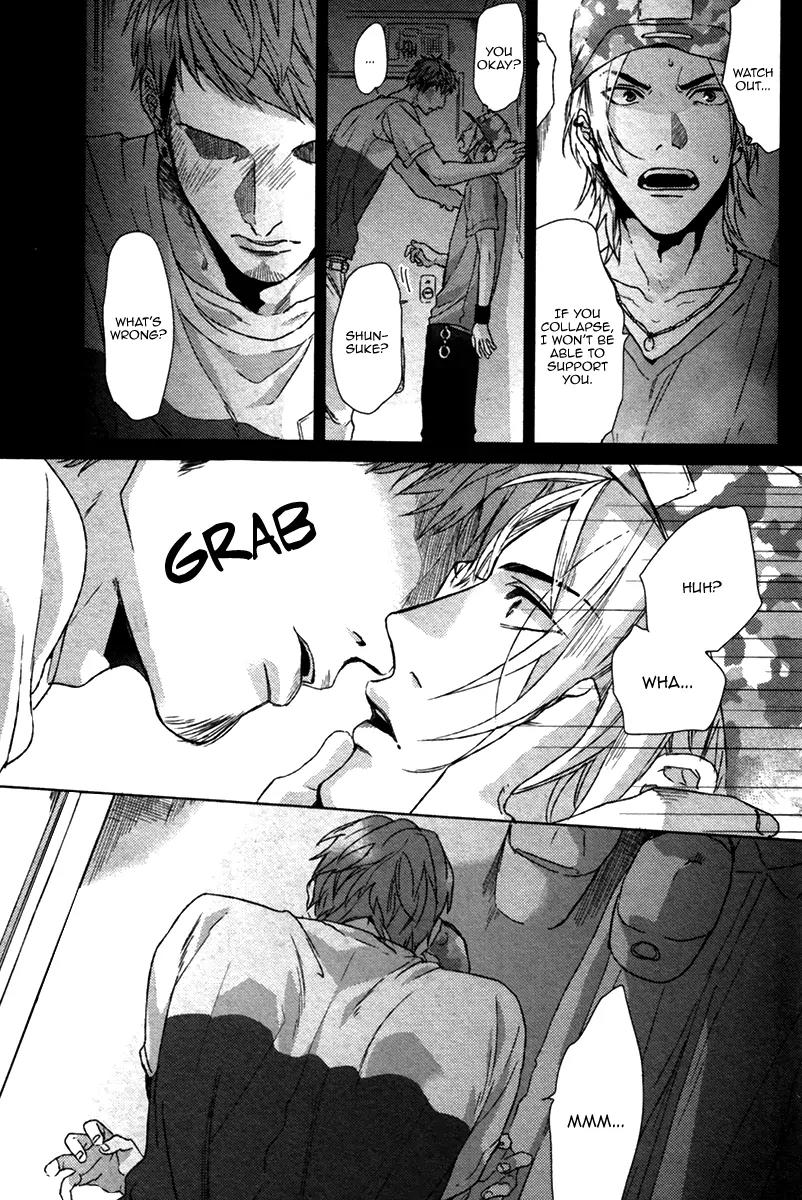 WATCH
OUT...
IF YOU
COLLAPSE,
I WON'T BE
ABLE TO
SUPPORT
YOU.
YOU
OKAY?
...
SHUN-
SUKE?
WHAT'S
WRONG?
HUH?
WHA...
GRAB
MMM...